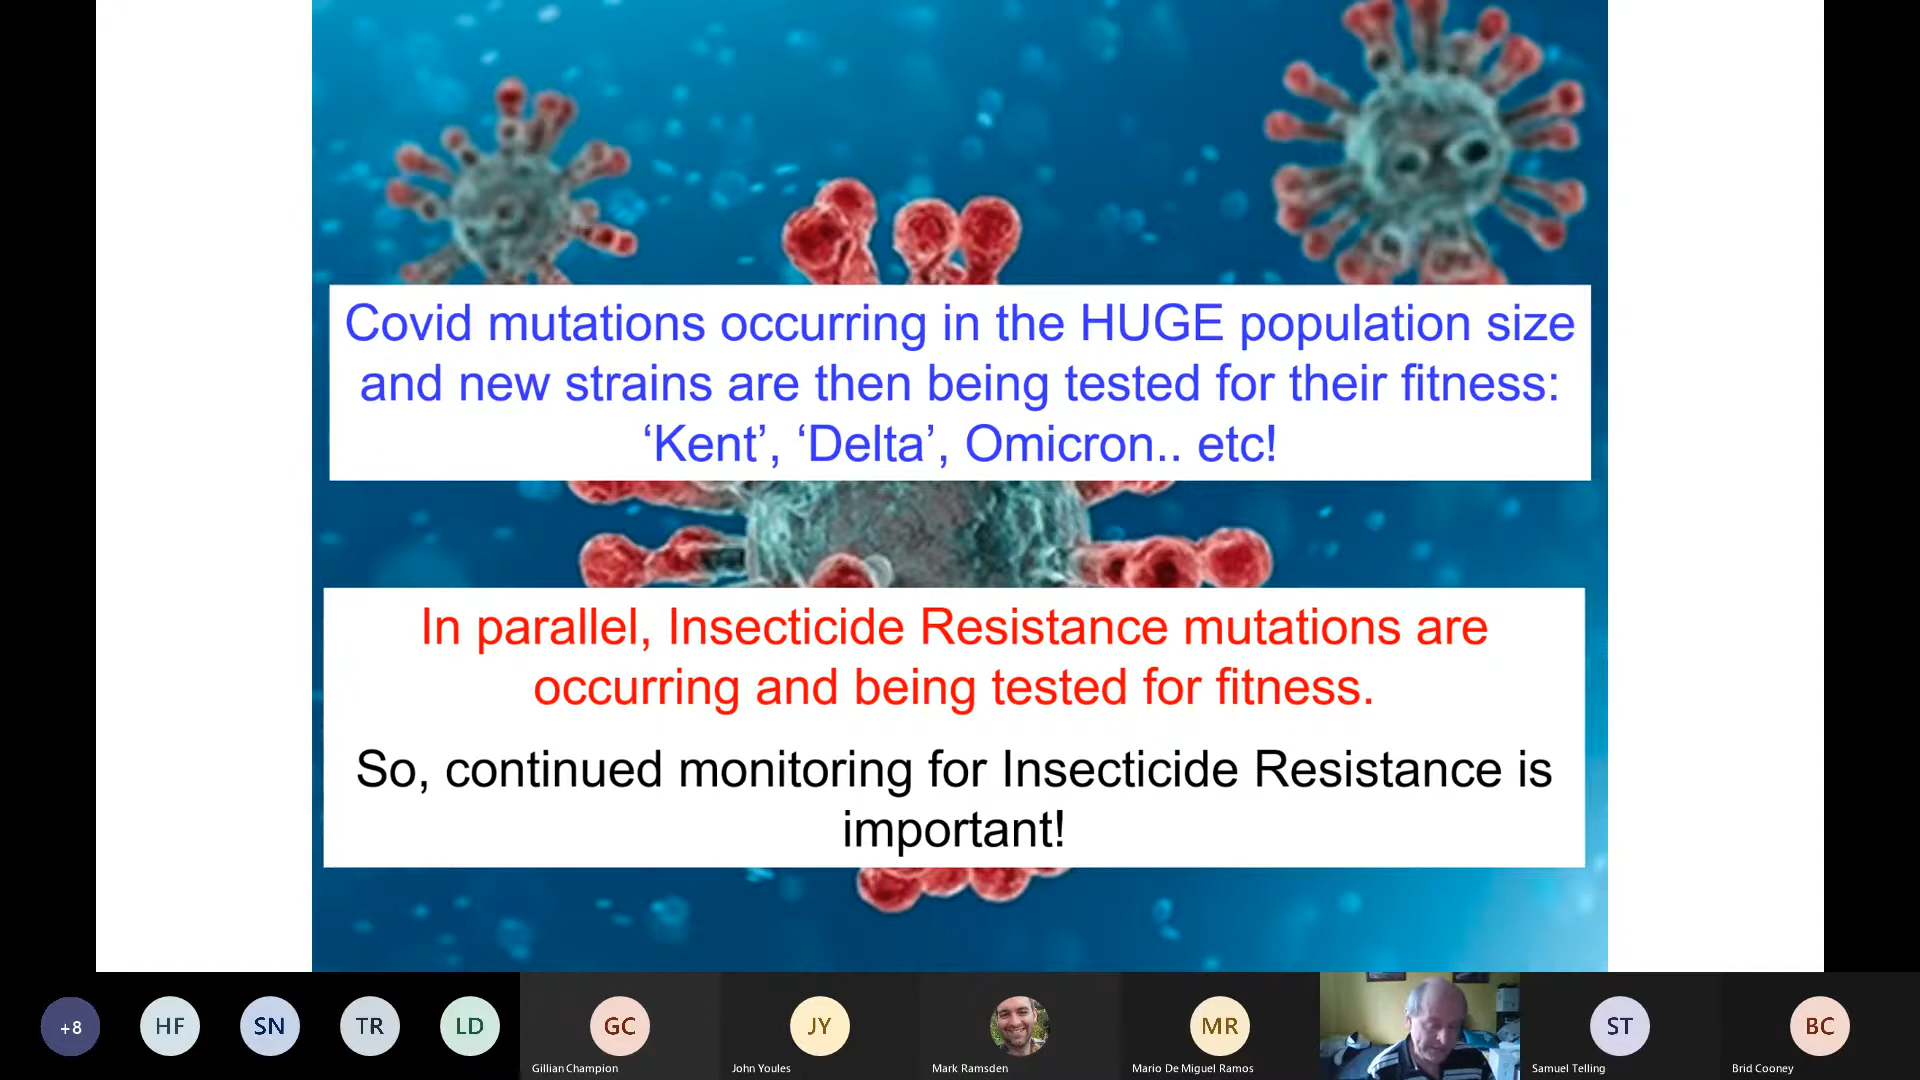 Covid mutations occurring in the HUGE population size
and new strains are then being tested for their fitness:
‘Kent’, ‘Delta’, Omicron.. etc!
In parallel, Insecticide Resistance mutations are
occurring and being tested for fitness.
So, continued monitoring for Insecticide Resistance is
important!
+8
HF
SN
TR
LD
GC
JY
MR
ST
BC
Gillian Champion
John Youles
Mark Ramsden
Mario De Miguel Ramos
Samuel Telling
Brid Cooney